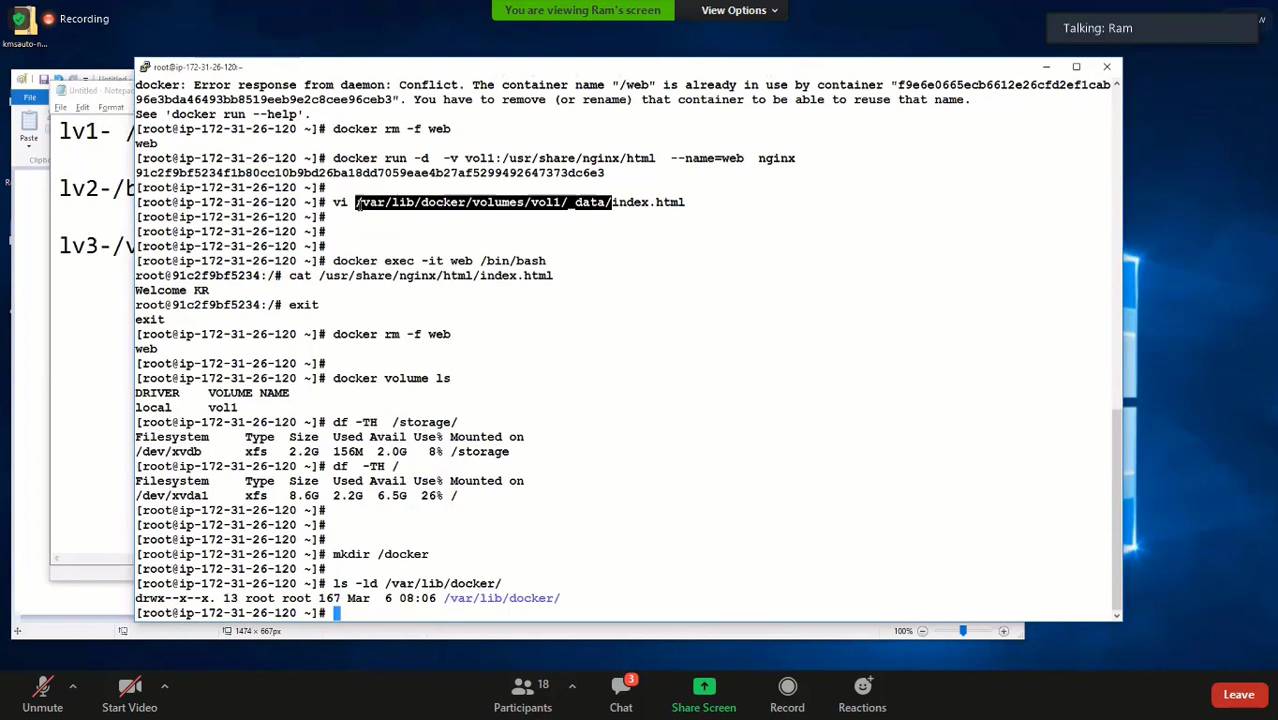 Recording
You are viewing Ram's screen
View Options
Talking: Ram
kmsauto-n...
root@ip-172-31-26-120:~
Untitled - Notep
File
File Edit Format
Paste
lv1- /
lv2-/b
lv3-/v
docker: Error response from daemon: Conflict. The container name "/web" is already in use by container "f9e6e0665ecb6612e26cfd2ef1cab
96e3bda46493bb8519eeb9e2c8cee96ceb3". You have to remove (or rename) that container to be able to reuse that name.
See 'docker run --help'.
[root@ip-172-31-26-120 ~]# docker rm -f web
web
[root@ip-172-31-26-120 ~]# docker run -d  -v vol1:/usr/share/nginx/html  --name=web  nginx
91c2f9bf5234f1b80cc10b9bd26ba18dd7059eae4b27af5299492647373dc6e3
[root@ip-172-31-26-120 ~]#
[root@ip-172-31-26-120 ~]# vi /var/lib/docker/volumes/vol1/_data/index.html
[root@ip-172-31-26-120 ~]#
[root@ip-172-31-26-120 ~]#
[root@ip-172-31-26-120 ~]#
[root@ip-172-31-26-120 ~]# docker exec -it web /bin/bash
root@91c2f9bf5234:/# cat /usr/share/nginx/html/index.html
Welcome KR
root@91c2f9bf5234:/# exit
exit
[root@ip-172-31-26-120 ~]# docker rm -f web
web
[root@ip-172-31-26-120 ~]#
[root@ip-172-31-26-120 ~]# docker volume ls
DRIVER    VOLUME NAME
local     vol1
[root@ip-172-31-26-120 ~]# df -TH  /storage/
Filesystem     Type  Size  Used Avail Use% Mounted on
/dev/xvdb      xfs   2.2G  156M  2.0G   8% /storage
[root@ip-172-31-26-120 ~]# df  -TH /
Filesystem     Type  Size  Used Avail Use% Mounted on
/dev/xvda1     xfs   8.6G  2.2G  6.5G  26% /
[root@ip-172-31-26-120 ~]#
[root@ip-172-31-26-120 ~]#
[root@ip-172-31-26-120 ~]#
[root@ip-172-31-26-120 ~]# mkdir /docker
[root@ip-172-31-26-120 ~]#
[root@ip-172-31-26-120 ~]# ls -ld /var/lib/docker/
drwx--x--x. 13 root root 167 Mar  6 08:06 /var/lib/docker/
[root@ip-172-31-26-120 ~]#
1474 × 667px
100%
Unmute
Start Video
18
Participants
3
Chat
Share Screen
Record
Reactions
Leave